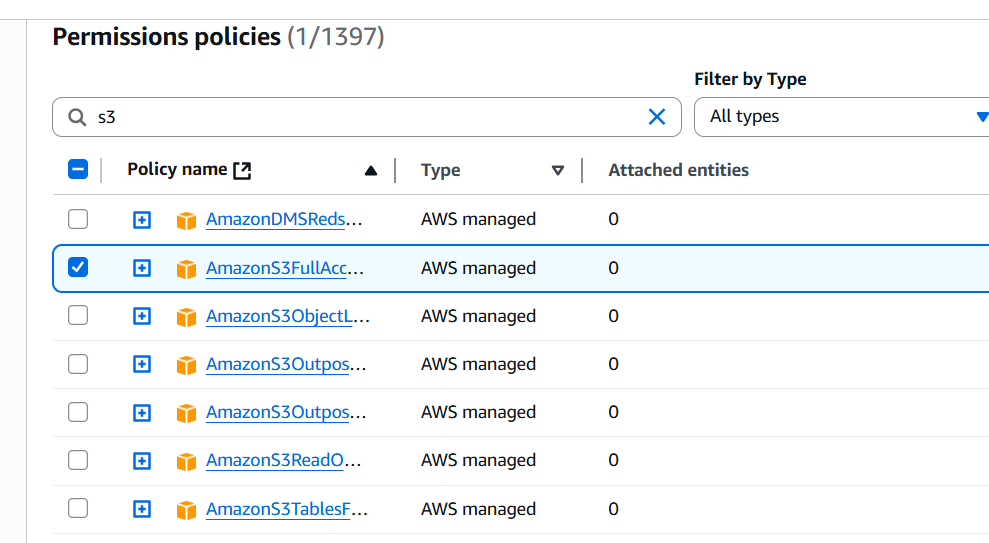 Permissions policies (1/1397)
Filter by Type
s3
All types
Policy name Type Attached entities
AmazonDMSReds... AWS managed 0
AmazonS3FullAcc... AWS managed 0
AmazonS3ObjectL... AWS managed 0
AmazonS3Outpos... AWS managed 0
AmazonS3Outpos... AWS managed 0
AmazonS3ReadO... AWS managed 0
AmazonS3TablesF... AWS managed 0